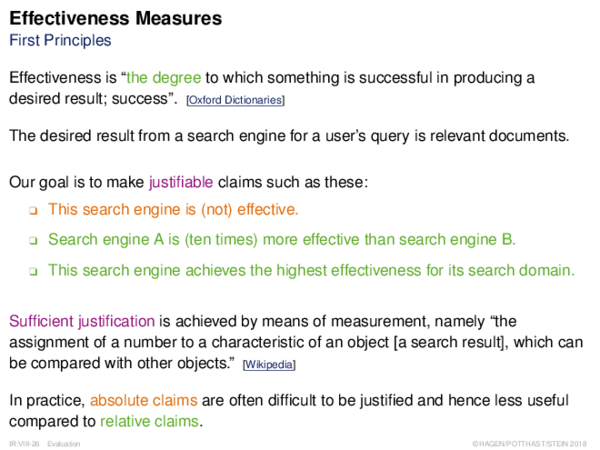 Effectiveness Measures
First Principles
Effectiveness is “the degree to which something is successful in producing a
desired result; success”. [Oxford Dictionaries]
The desired result from a search engine for a user’s query is relevant documents.
Our goal is to make justifiable claims such as these:
❑ This search engine is (not) effective.
❑ Search engine A is (ten times) more effective than search engine B.
❑ This search engine achieves the highest effectiveness for its search domain.
Sufficient justification is achieved by means of measurement, namely “the
assignment of a number to a characteristic of an object [a search result], which can
be compared with other objects.” [Wikipedia]
In practice, absolute claims are often difficult to be justified and hence less useful
compared to relative claims.
IR:VIII-26 Evaluation ©HAGEN/POTTHAST/STEIN 2018